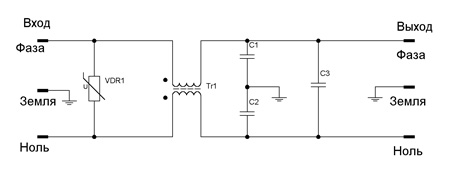 Вход
Выход
Фаза
C1
Фаза
C3
U
VDR1
Tr1
Земля
C2
Земля
Ноль
Ноль